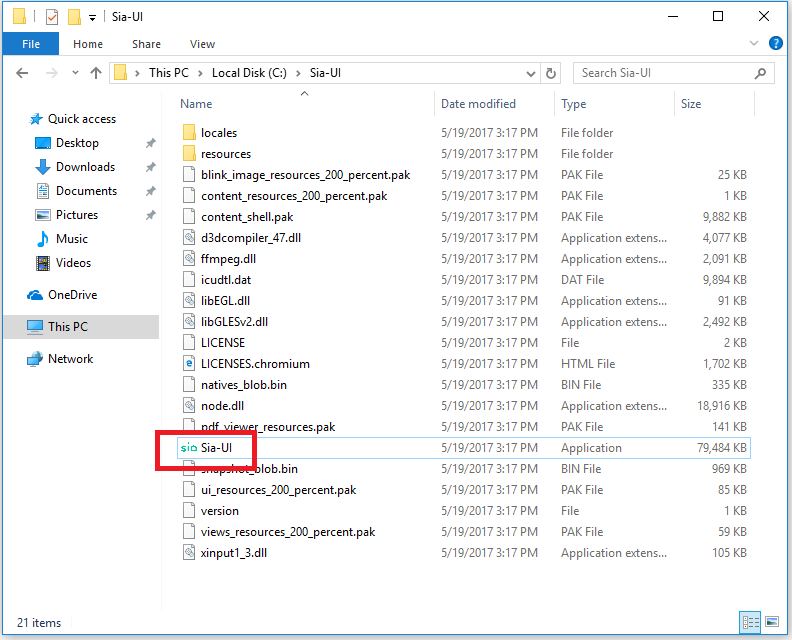 Sia-UI
File Home Share View
This PC Local Disk (C:) Sia-UI Search Sia-UI
Name Date modified Type Size
Quick access
Desktop
Downloads
Documents
Pictures
Music
Videos
OneDrive
This PC
Network
locales 5/19/2017 3:17 PM File folder
resources 5/19/2017 3:17 PM File folder
blink_image_resources_200_percent.pak 5/19/2017 3:17 PM PAK File 25 KB
content_resources_200_percent.pak 5/19/2017 3:17 PM PAK File 1 KB
content_shell.pak 5/19/2017 3:17 PM PAK File 9,882 KB
d3dcompiler_47.dll 5/19/2017 3:17 PM Application extens... 4,077 KB
ffmpeg.dll 5/19/2017 3:17 PM Application extens... 2,091 KB
icudtl.dat 5/19/2017 3:17 PM DAT File 9,894 KB
libEGL.dll 5/19/2017 3:17 PM Application extens... 91 KB
libGLESv2.dll 5/19/2017 3:17 PM Application extens... 2,492 KB
LICENSE 5/19/2017 3:17 PM File 2 KB
LICENSES.chromium 5/19/2017 3:17 PM HTML File 1,702 KB
natives_blob.bin 5/19/2017 3:17 PM BIN File 335 KB
node.dll 5/19/2017 3:17 PM Application extens... 18,916 KB
pdf_viewer_resources.pak 5/19/2017 3:17 PM PAK File 141 KB
sia Sia-UI 5/19/2017 3:17 PM Application 79,484 KB
snapshot_blob.bin 5/19/2017 3:17 PM BIN File 969 KB
ui_resources_200_percent.pak 5/19/2017 3:17 PM PAK File 85 KB
version 5/19/2017 3:17 PM File 1 KB
views_resources_200_percent.pak 5/19/2017 3:17 PM PAK File 59 KB
xinput1_3.dll 5/19/2017 3:17 PM Application extens... 105 KB
21 items